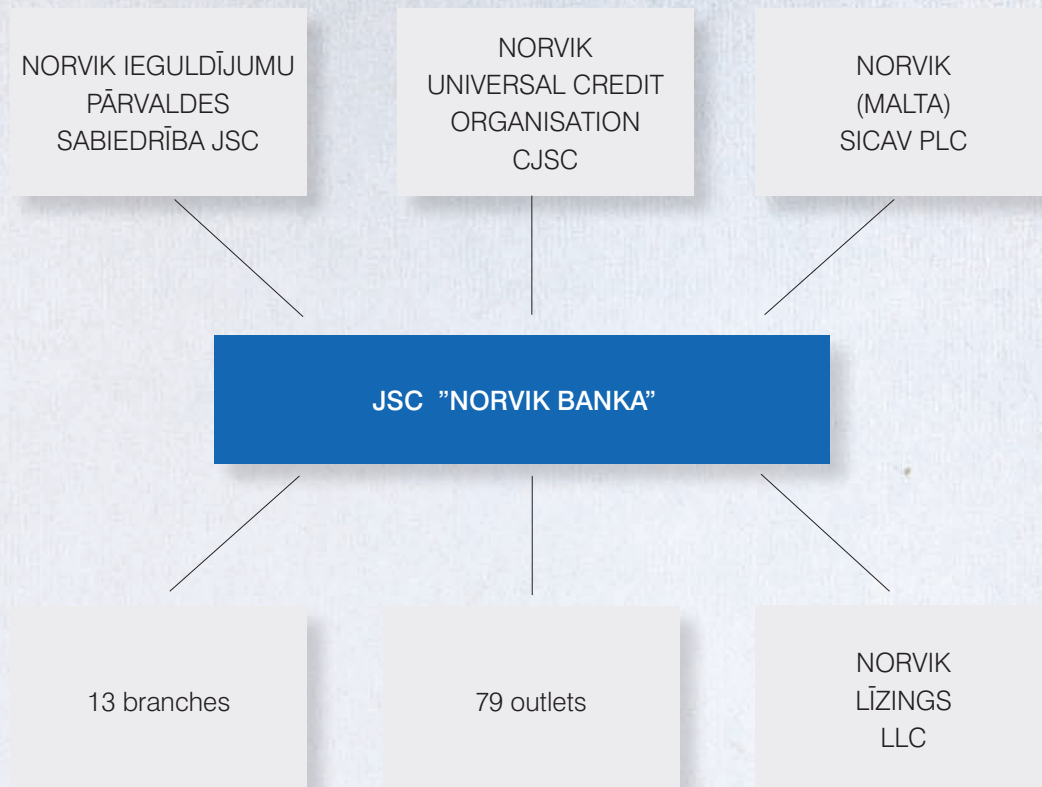 NORVIK IEGULDĪJUMU
PĀRVALDES
SABIEDRĪBA JSC
NORVIK
UNIVERSAL CREDIT
ORGANISATION
CJSC
NORVIK
(MALTA)
SICAV PLC
JSC ”NORVIK BANKA”
13 branches
79 outlets
NORVIK
LĪZINGS
LLC